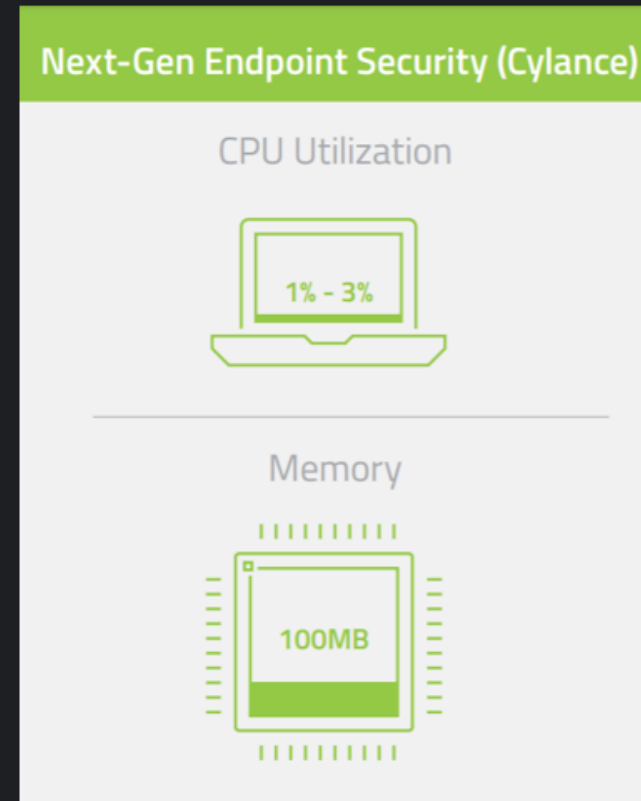 Next-Gen Endpoint Security (Cylance)
CPU Utilization
1% - 3%
Memory
100MB